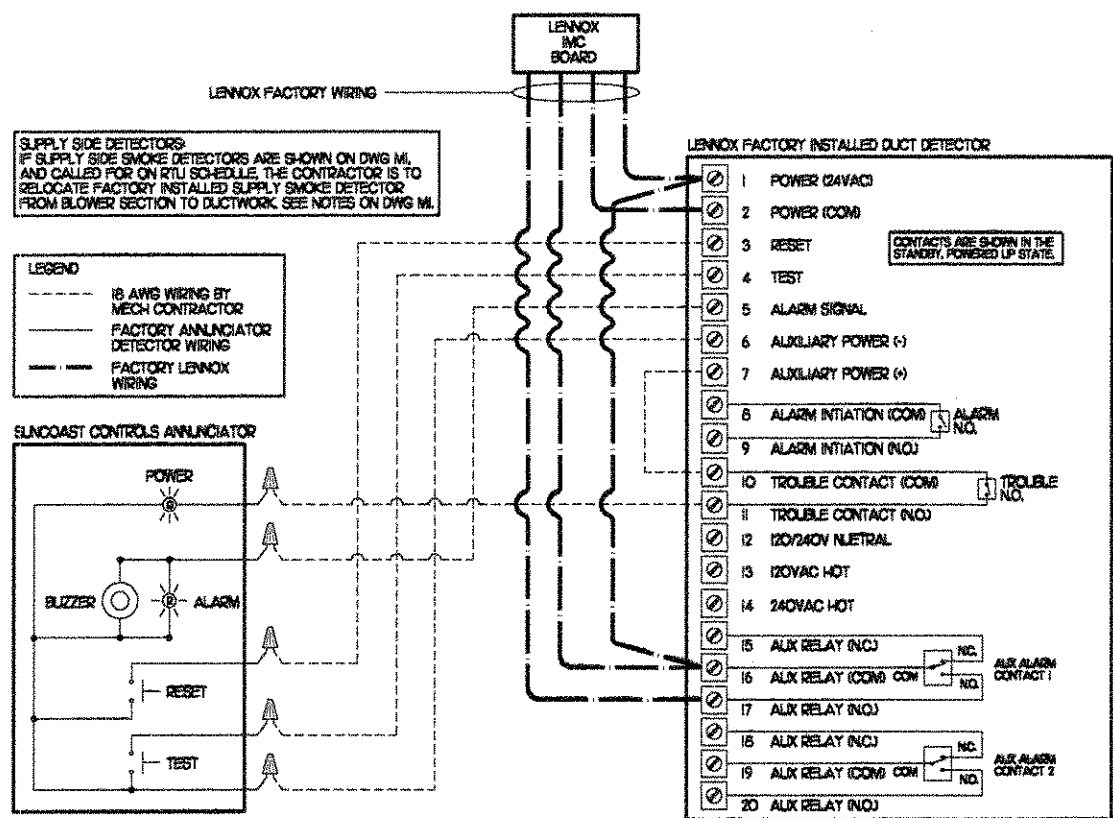 LENNOX
IMC
BOARD
LENNOX FACTORY WIRING
SUPPLY SIDE DETECTORS:
IF SUPPLY SIDE SMOKE DETECTORS ARE SHOWN ON DWG M1,
AND CALLED FOR ON RTU SCHEDULE, THE CONTRACTOR IS TO
RELOCATE FACTORY INSTALLED SUPPLY SMOKE DETECTOR
FROM BLOWER SECTION TO DUCTWORK. SEE NOTES ON DWG M1.
LEGEND
18 AWG WIRING BY
MECH CONTRACTOR
FACTORY ANNUNCIATOR
DETECTOR WIRING
FACTORY LENNOX
WIRING
SUNCOAST CONTROLS ANNUNCIATOR
POWER
G
BUZZER
R
ALARM
RESET
TEST
LENNOX FACTORY INSTALLED DUCT DETECTOR
1 POWER (24VAC)
2 POWER (COM)
3 RESET
CONTACTS ARE SHOWN IN THE
STANDBY, POWERED UP STATE.
4 TEST
5 ALARM SIGNAL
6 AUXILIARY POWER (-)
7 AUXILIARY POWER (+)
8 ALARM INTIATION (COM)
ALARM
N.O.
9 ALARM INTIATION (N.O.)
10 TROUBLE CONTACT (COM)
TROUBLE
N.O.
11 TROUBLE CONTACT (N.O.)
12 120/240V NUETRAL
13 120VAC HOT
14 240VAC HOT
15 AUX RELAY (N.C.)
N.C.
16 AUX RELAY (COM) COM
N.O.
AUX ALARM
CONTACT 1
17 AUX RELAY (N.O.)
18 AUX RELAY (N.C.)
N.C.
19 AUX RELAY (COM) COM
N.O.
AUX ALARM
CONTACT 2
20 AUX RELAY (N.O.)